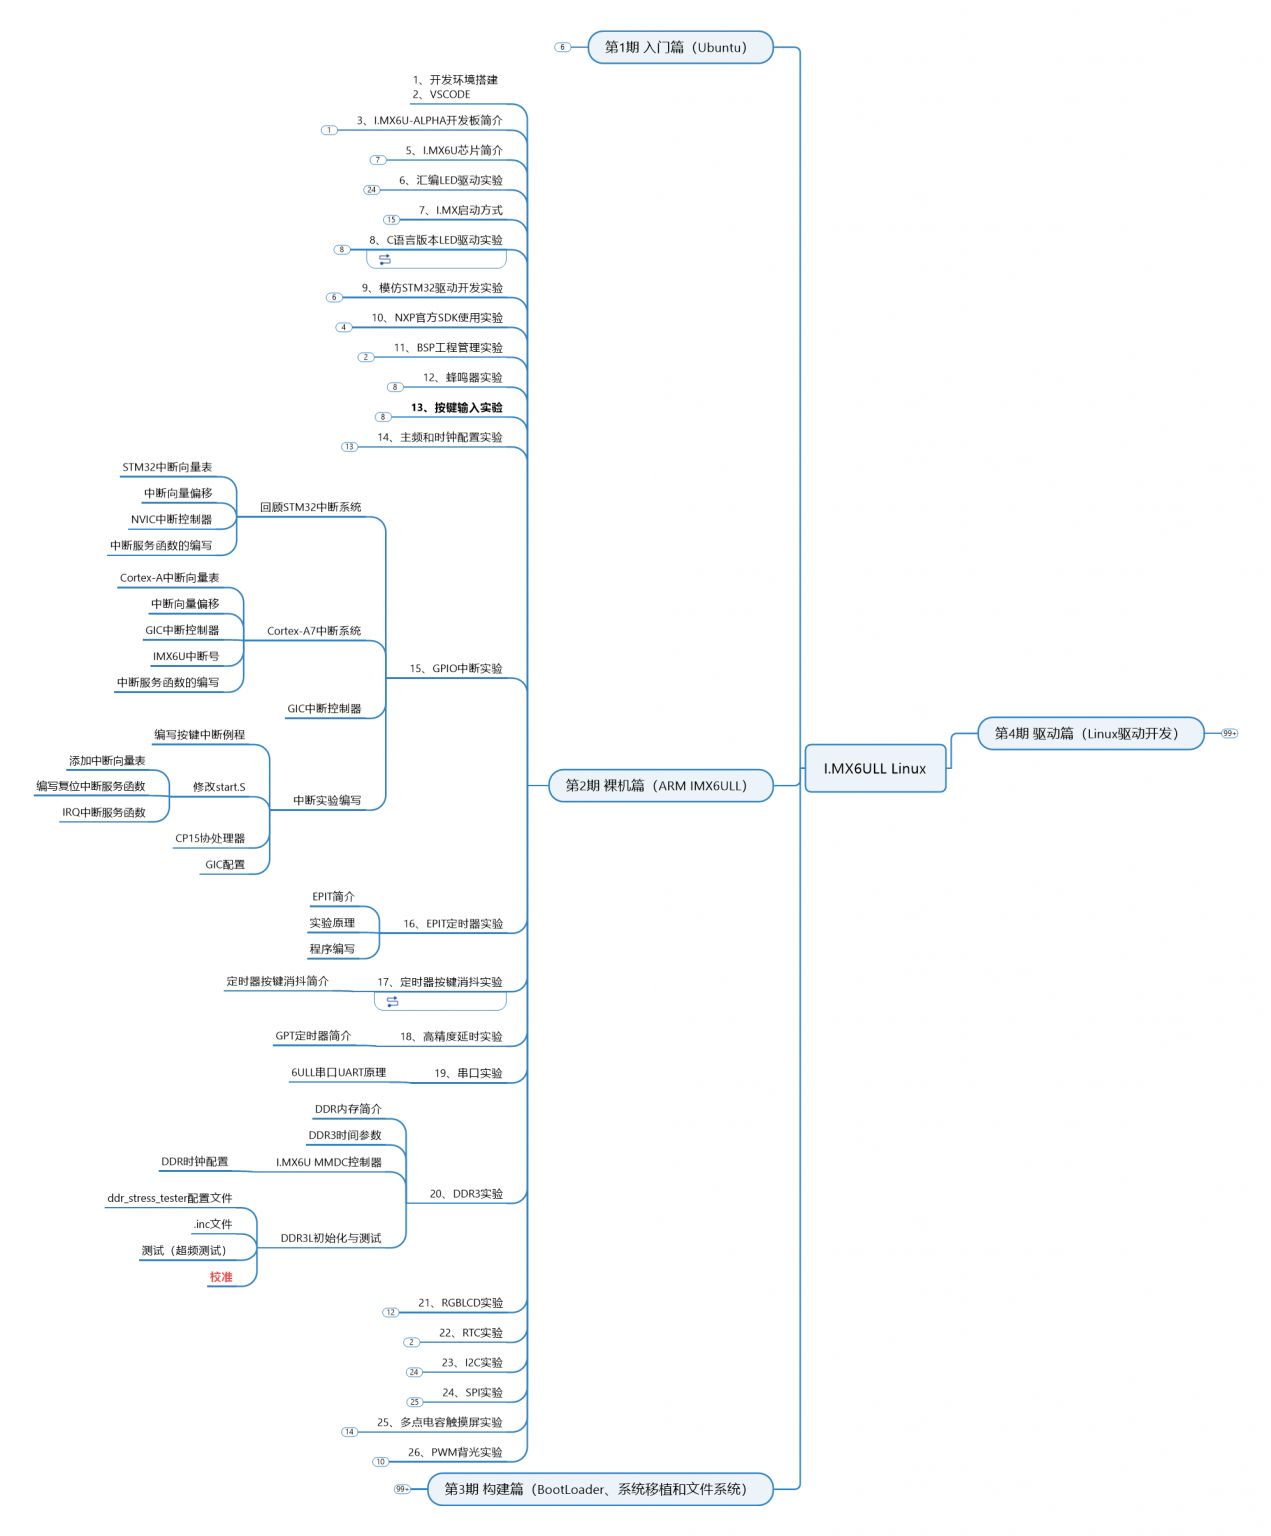 第1期 入门篇（Ubuntu）
6
1、开发环境搭建
2、VSCODE
3、I.MX6U-ALPHA开发板简介
1
5、I.MX6U芯片简介
7
6、汇编LED驱动实验
24
7、I.MX启动方式
15
8、C语言版本LED驱动实验
8
9、模仿STM32驱动开发实验
6
10、NXP官方SDK使用实验
4
11、BSP工程管理实验
2
12、蜂鸣器实验
8
13、按键输入实验
8
14、主频和时钟配置实验
13
STM32中断向量表
中断向量偏移
NVIC中断控制器
中断服务函数的编写
回顾STM32中断系统
Cortex-A中断向量表
中断向量偏移
GIC中断控制器
IMX6U中断号
中断服务函数的编写
Cortex-A7中断系统
15、GPIO中断实验
GIC中断控制器
编写按键中断例程
添加中断向量表
编写复位中断服务函数
IRQ中断服务函数
修改start.S
中断实验编写
CP15协处理器
GIC配置
第2期 裸机篇（ARM IMX6ULL）
I.MX6ULL Linux
第4期 驱动篇（Linux驱动开发）
99+
EPIT简介
实验原理
程序编写
16、EPIT定时器实验
定时器按键消抖简介
17、定时器按键消抖实验
GPT定时器简介
18、高精度延时实验
6ULL串口UART原理
19、串口实验
DDR内存简介
DDR3时间参数
DDR时钟配置
I.MX6U MMDC控制器
20、DDR3实验
ddr_stress_tester配置文件
.inc文件
测试（超频测试）
校准
DDR3L初始化与测试
21、RGBLCD实验
12
22、RTC实验
2
23、I2C实验
24
24、SPI实验
25
25、多点电容触摸屏实验
14
26、PWM背光实验
10
第3期 构建篇（BootLoader、系统移植和文件系统）
99+